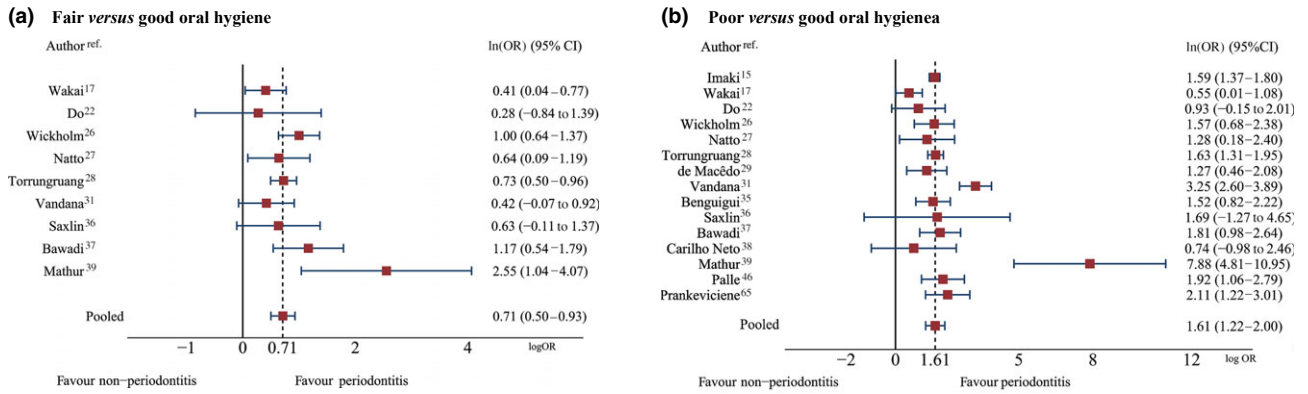 (a) Fair versus good oral hygiene
Author ref. ln(OR) (95% CI)
Wakai17 0.41 (0.04–0.77)
Do22 0.28 (−0.84 to 1.39)
Wickholm26 1.00 (0.64–1.37)
Natto27 0.64 (0.09–1.19)
Torrungruang28 0.73 (0.50–0.96)
Vandana31 0.42 (−0.07 to 0.92)
Saxlin36 0.63 (−0.11 to 1.37)
Bawadi37 1.17 (0.54–1.79)
Mathur39 2.55 (1.04–4.07)
Pooled 0.71 (0.50–0.93)
−1 0 0.71 2 4 logOR
Favour non−periodontitis Favour periodontitis
(b) Poor versus good oral hygienea
Author ref. ln(OR) (95%CI)
Imaki15 1.59 (1.37−1.80)
Wakai17 0.55 (0.01−1.08)
Do22 0.93 (−0.15 to 2.01)
Wickholm26 1.57 (0.68−2.38)
Natto27 1.28 (0.18−2.40)
Torrungruang28 1.63 (1.31−1.95)
de Macêdo29 1.27 (0.46−2.08)
Vandana31 3.25 (2.60−3.89)
Benguigui35 1.52 (0.82−2.22)
Saxlin36 1.69 (−1.27 to 4.65)
Bawadi37 1.81 (0.98−2.64)
Carilho Neto38 0.74 (−0.98 to 2.46)
Mathur39 7.88 (4.81−10.95)
Palle46 1.92 (1.06−2.79)
Prankeviciene65 2.11 (1.22−3.01)
Pooled 1.61 (1.22−2.00)
−2 0 1.61 5 8 12 log OR
Favour non−periodontitis Favour periodontitis